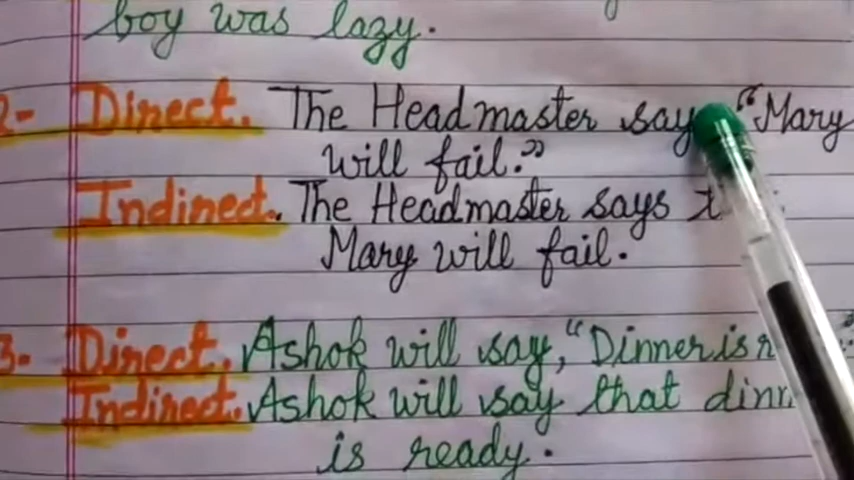 boy was lazy.
2- Direct. The Headmaster say "Mary
will fail."
Indirect. The Headmaster says
Mary will fail.
3- Direct. Ashok will say, "Dinner is
Indirect. Ashok will say that
is ready.